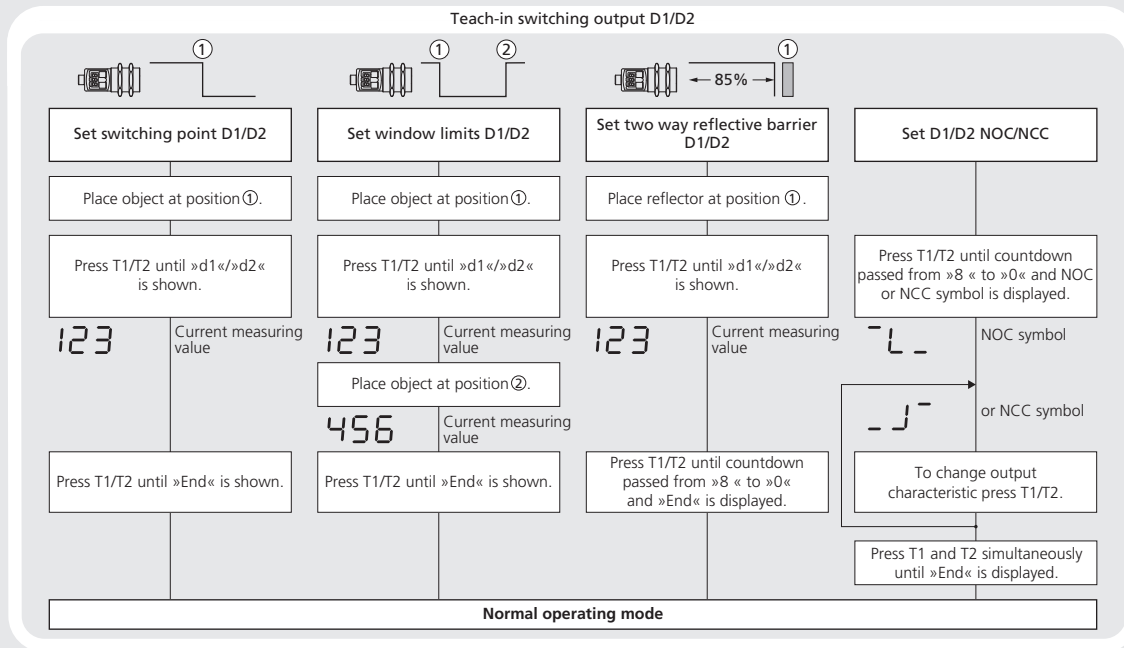 Teach-in switching output D1/D2
①
① ②
①
85%
Set switching point D1/D2
Place object at position ①.
Press T1/T2 until »d1«/»d2«
is shown.
123
Current measuring
value
Press T1/T2 until »End« is shown.
Set window limits D1/D2
Place object at position ①.
Press T1/T2 until »d1«/»d2«
is shown.
123
Current measuring
value
Place object at position ②.
456
Current measuring
value
Press T1/T2 until »End« is shown.
Set two way reflective barrier
D1/D2
Place reflector at position ①.
Press T1/T2 until »d1«/»d2«
is shown.
123
Current measuring
value
Press T1/T2 until countdown
passed from »8 « to »0«
and »End« is displayed.
Set D1/D2 NOC/NCC
Press T1/T2 until countdown
passed from »8 « to »0« and NOC
or NCC symbol is displayed.
NOC symbol
or NCC symbol
To change output
characteristic press T1/T2.
Press T1 and T2 simultaneously
until »End« is displayed.
Normal operating mode